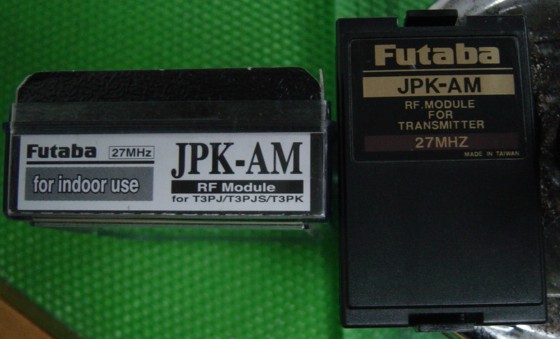 Futaba 27MHz
for indoor use
JPK-AM
RF Module
for T3PJ/T3PJS/T3PK
Futaba
JPK-AM
RF.MODULE
FOR
TRANSMITTER
27MHZ
MADE IN TAIWAN